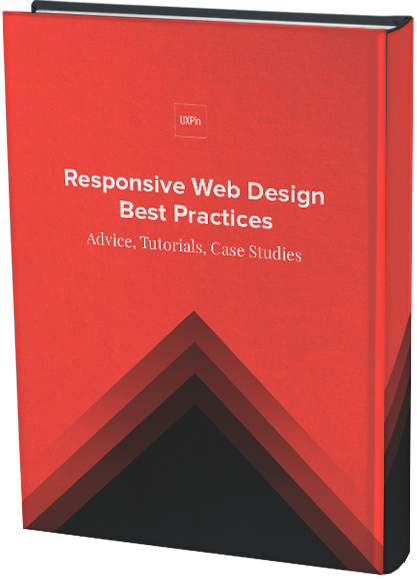 UXPin
Responsive Web Design
Best Practices
Advice, Tutorials, Case Studies